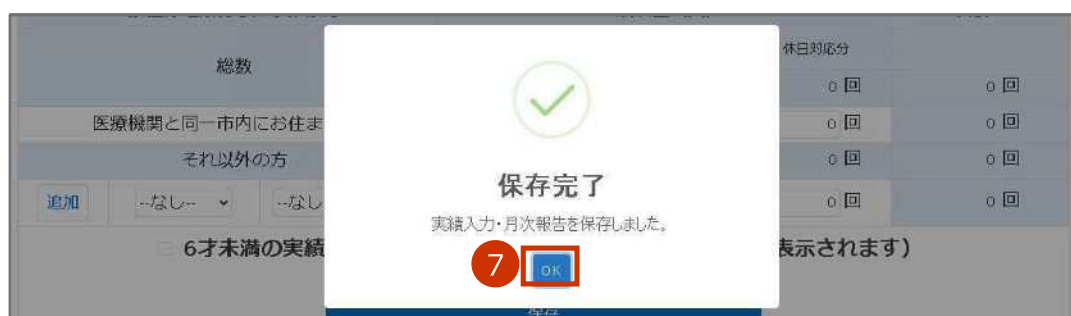 総数
休日対応分
0 回 0 回
医療機関と同一市内にお住ま 0 回 0 回
それ以外の方 0 回 0 回
追加 --なし-- --なし 0 回 0 回
6才未満の実績 表示されます)
保存完了
実績入力・月次報告を保存しました。
7 OK
保存